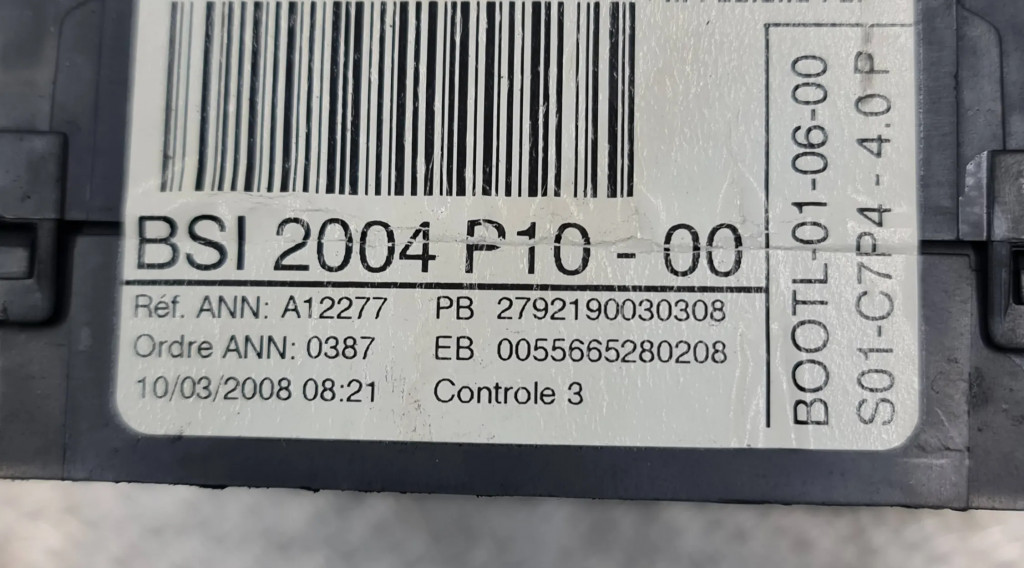 BSI 2004 P10 - 00
Réf. ANN: A12277 PB 2792190030308
Ordre ANN: 0387 EB 0055665280208
10/03/2008 08:21 Controle 3
BOOTL-01-06-00
S01-C7P4 - 4.0 P